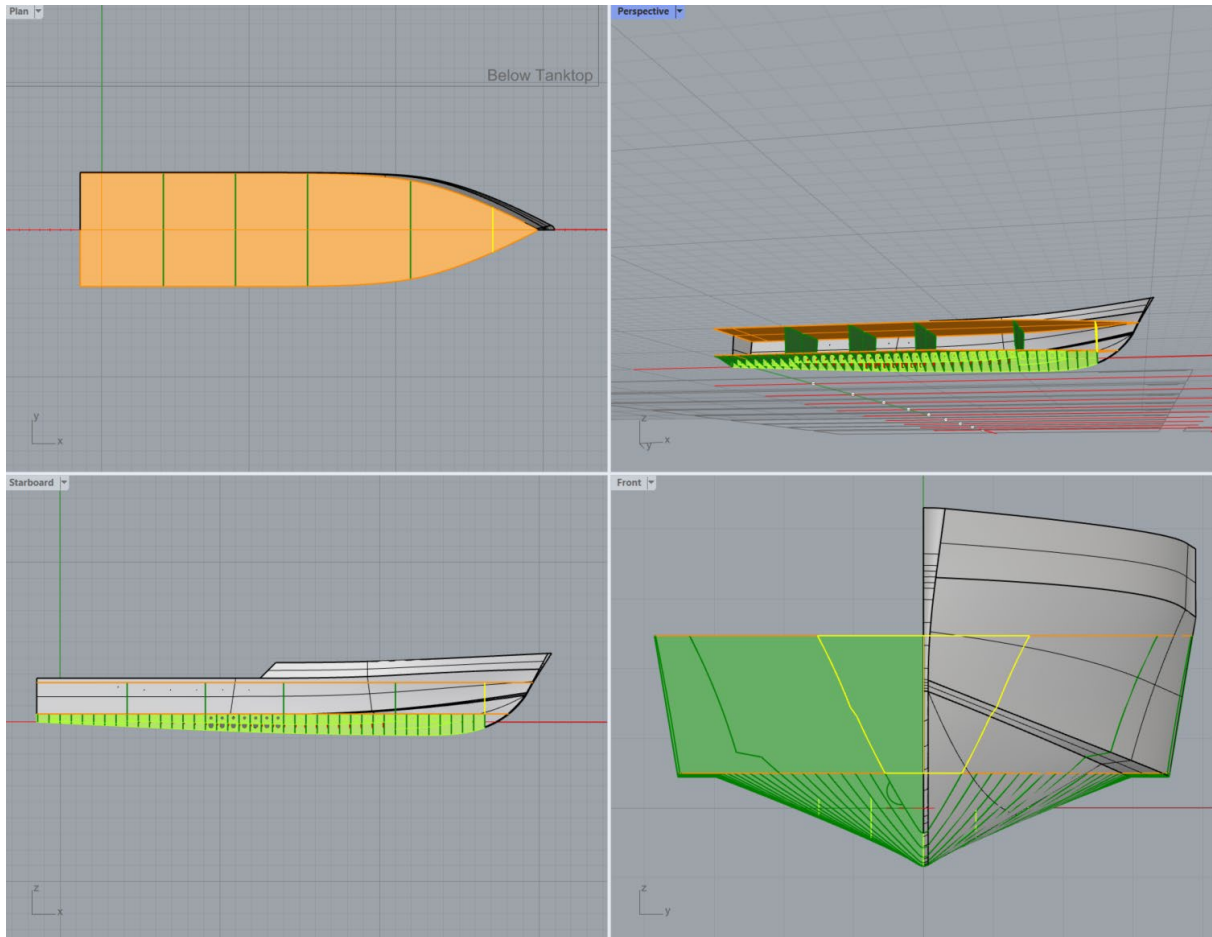 Plan
Below Tanktop
y
x
Perspective
z
y
x
Starboard
z
x
Front
z
y